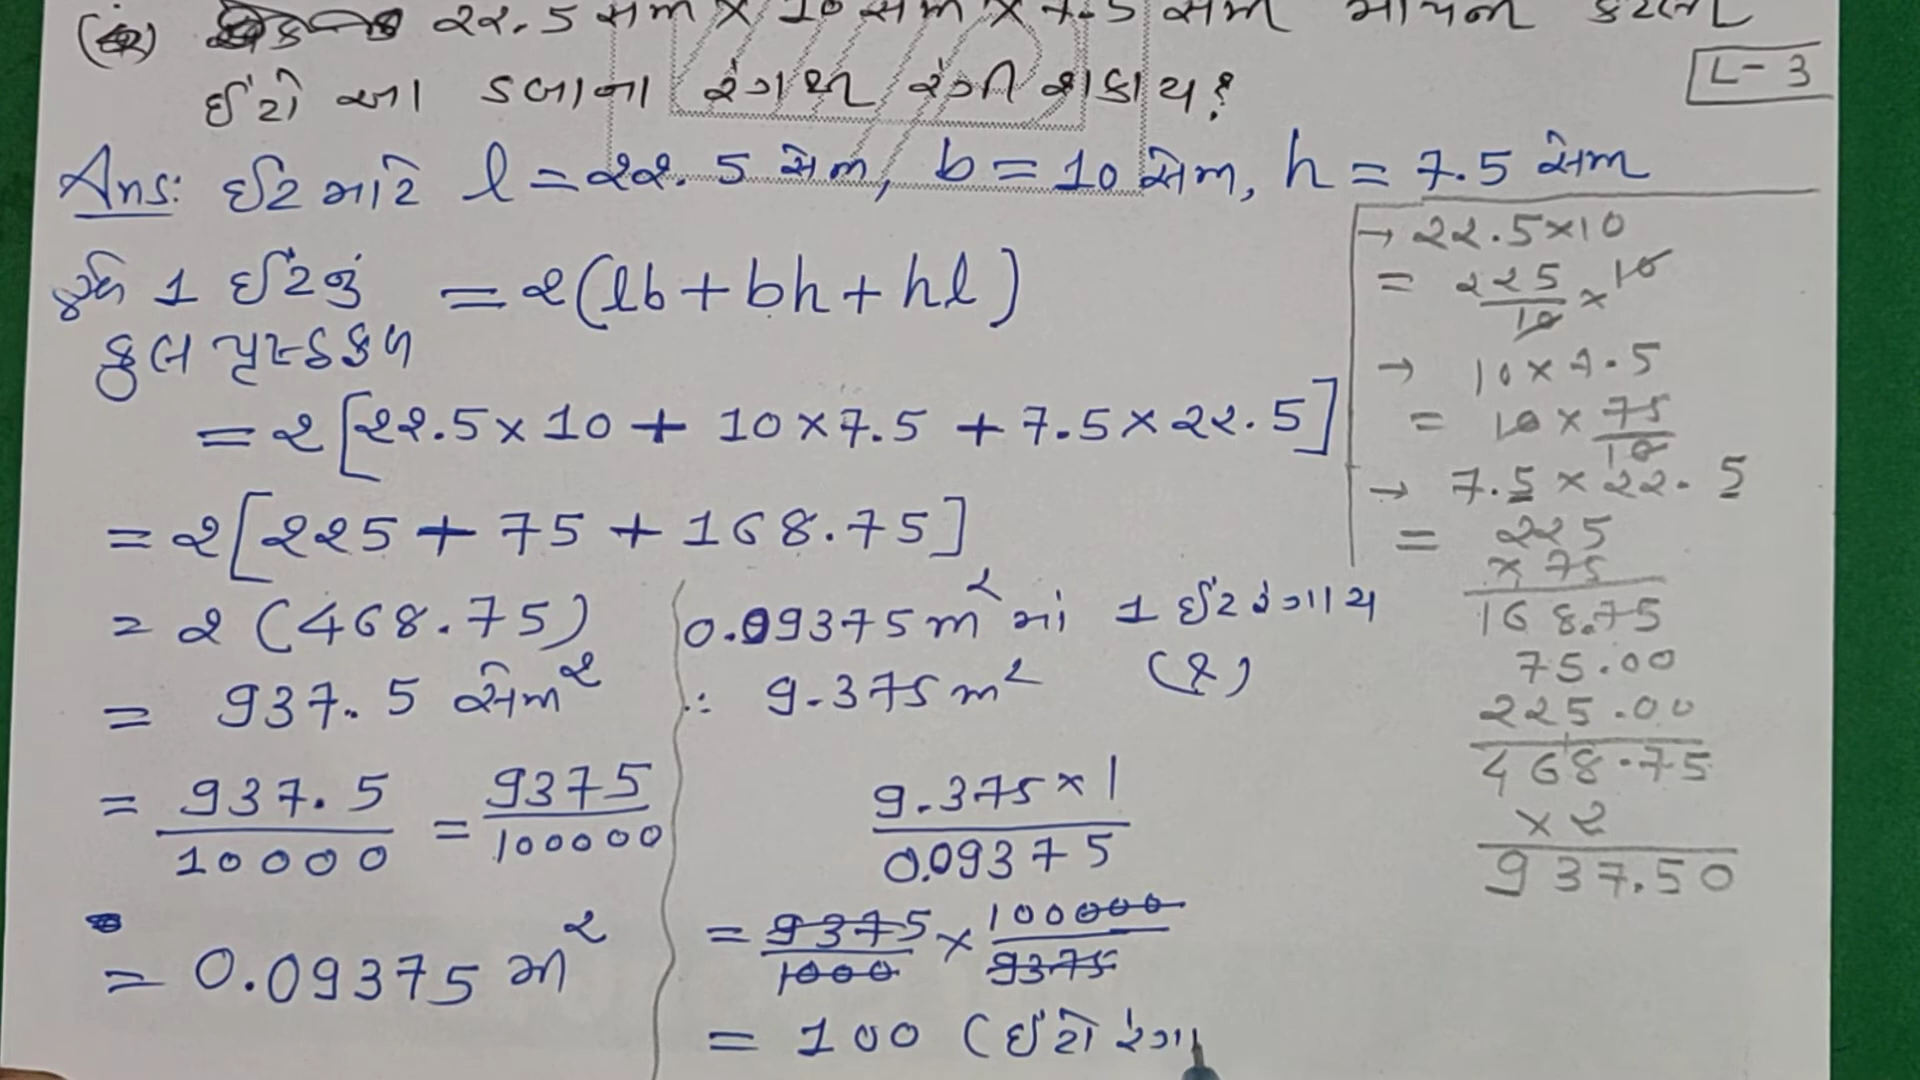 22.5 સેમી × 10 સેમી × 7.5 સેમી માપની કેટલી
ઈંટો આ ડબાના રંગથી રંગી શકાય?
L-3
Ans: ઈંટ માટે l = 22.5 સેમ, b = 10 સેમ, h = 7.5 સેમ
1 ઈંટનું = 2(lb + bh + hl)
કુલ પૃષ્ઠફળ
= 2[22.5 × 10 + 10 × 7.5 + 7.5 × 22.5]
= 2[225 + 75 + 168.75]
= 2 (468.75)
= 937.5 સેમ²
= 937.5/10000 = 9375/100000
= 0.09375 મ²
0.09375 m² માં 1 ઈંટ રંગાય
∴ 9.375 m² (?)
9.375 × 1
0.09375
= 9375/1000 × 100000/9375
= 100 (ઈંટો રંગા
→ 22.5 × 10
= 225/10 × 10
→ 10 × 7.5
= 10 × 75/10
→ 7.5 × 22.5
= 225
× 75
168.75
75.00
225.00
468.75
× 2
937.50